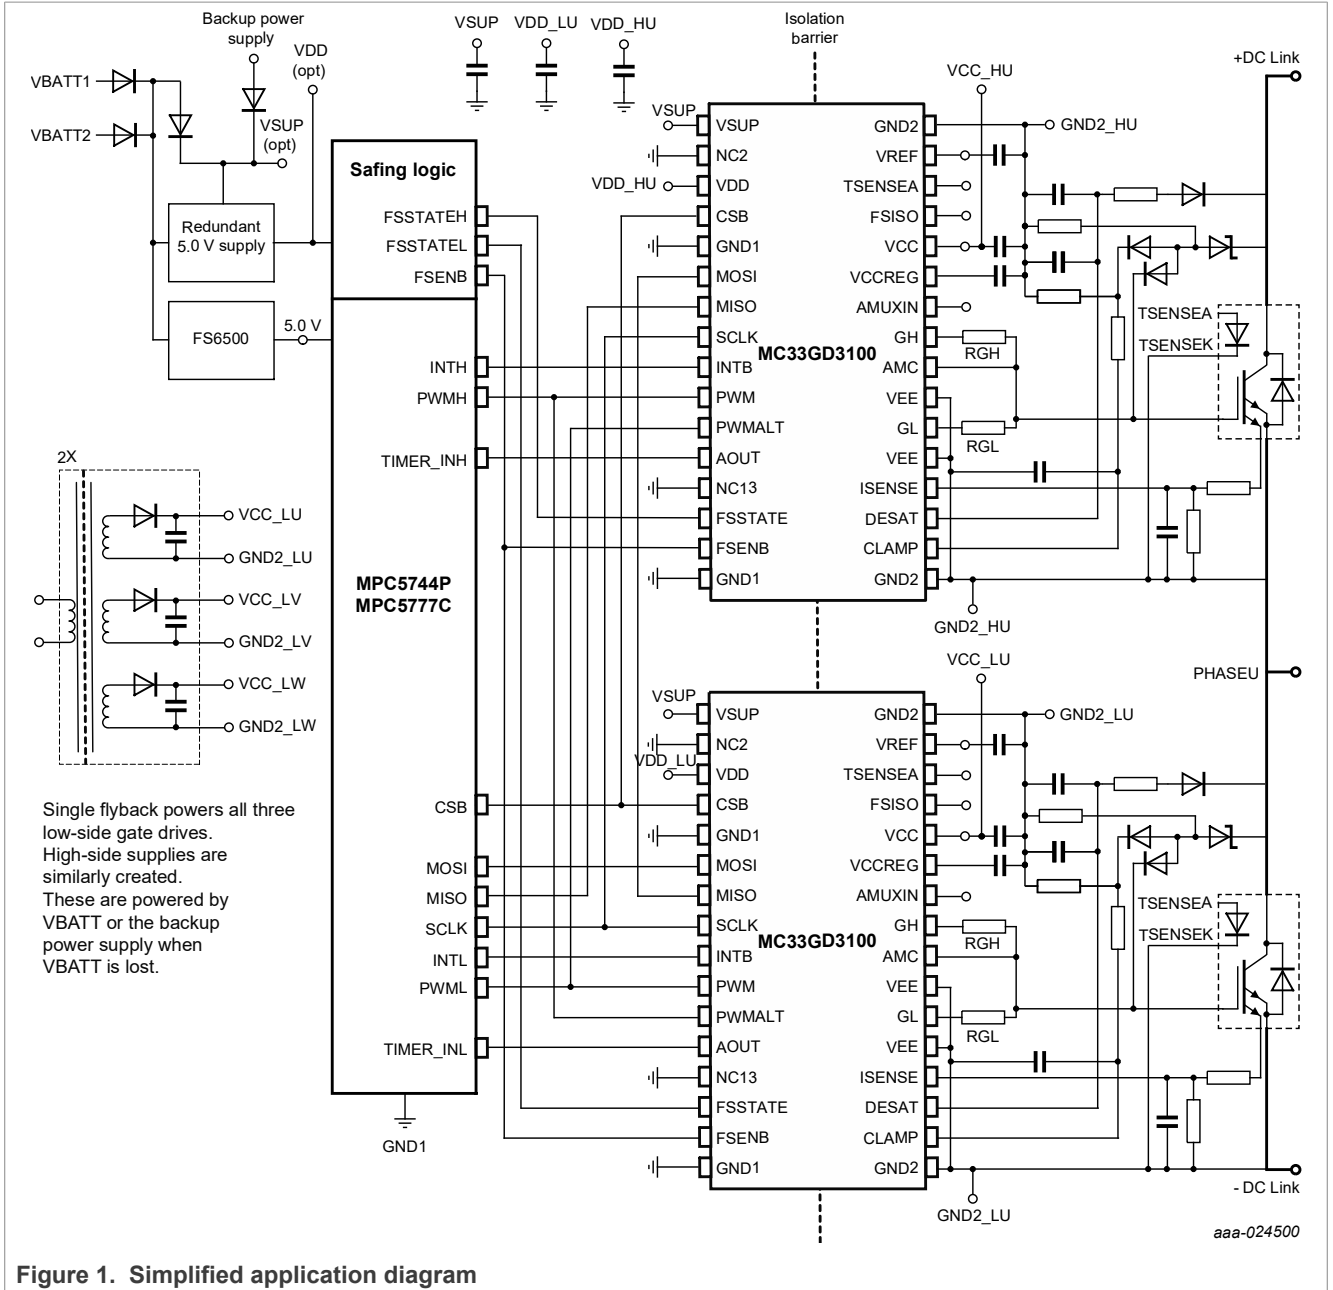 Backup power
supply
VDD
(opt)
VBATT1
VBATT2
VSUP
(opt)
VSUP
VDD_LU
VDD_HU
Isolation
barrier
+DC Link
Redundant
5.0 V supply
FS6500
5.0 V
Safing logic
FSSTATEH
FSSTATEL
FSENB
INTH
PWMH
TIMER_INH
MPC5744P
MPC5777C
CSB
MOSI
MISO
SCLK
INTL
PWML
TIMER_INL
GND1
2X
VCC_LU
GND2_LU
VCC_LV
GND2_LV
VCC_LW
GND2_LW
Single flyback powers all three
low-side gate drives.
High-side supplies are
similarly created.
These are powered by
VBATT or the backup
power supply when
VBATT is lost.
VSUP
VDD_HU
VSUP
NC2
VDD
CSB
GND1
MOSI
MISO
SCLK
INTB
PWM
PWMALT
AOUT
NC13
FSSTATE
FSENB
GND1
MC33GD3100
GND2
VREF
TSENSEA
FSISO
VCC
VCCREG
AMUXIN
GH
AMC
VEE
GL
VEE
ISENSE
DESAT
CLAMP
GND2
VCC_HU
GND2_HU
RGH
RGL
TSENSEA
TSENSEK
GND2_HU
PHASEU
VSUP
VDD_LU
VSUP
NC2
VDD
CSB
GND1
MOSI
MISO
SCLK
INTB
PWM
PWMALT
AOUT
NC13
FSSTATE
FSENB
GND1
MC33GD3100
GND2
VREF
TSENSEA
FSISO
VCC
VCCREG
AMUXIN
GH
AMC
VEE
GL
VEE
ISENSE
DESAT
CLAMP
GND2
VCC_LU
GND2_LU
RGH
RGL
TSENSEA
TSENSEK
GND2_LU
- DC Link
aaa-024500
Figure 1. Simplified application diagram